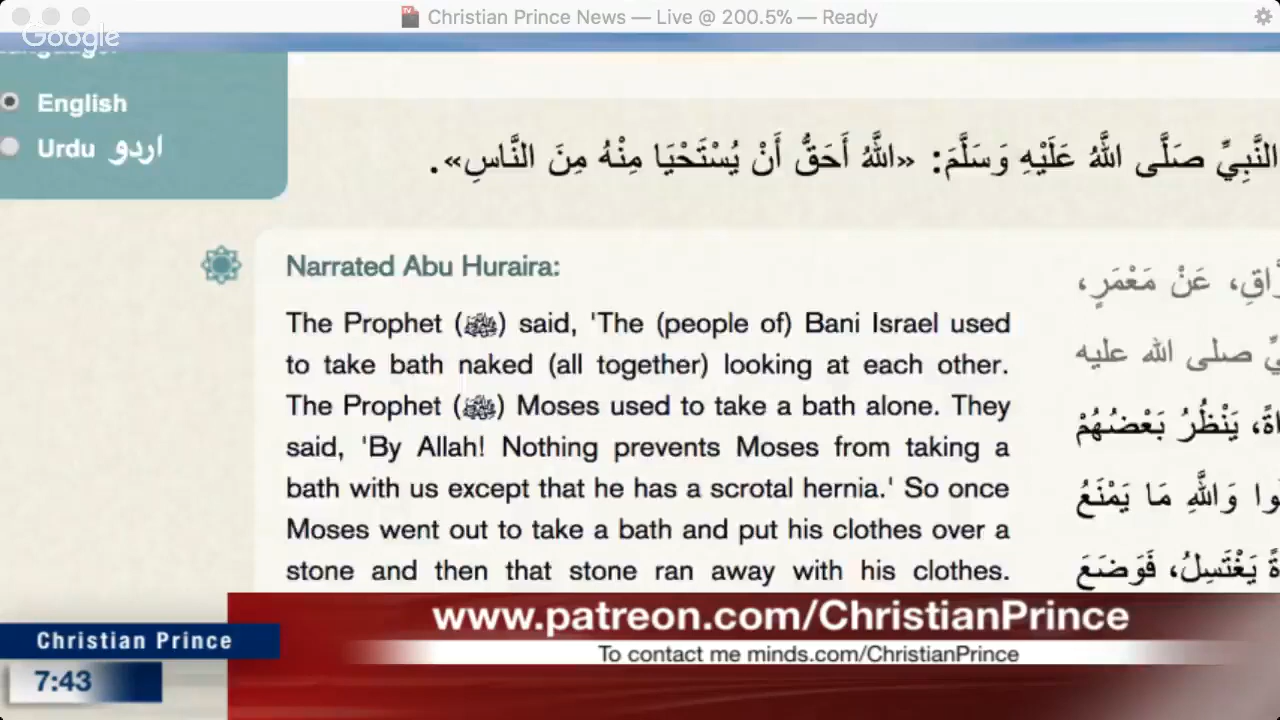 Christian Prince News — Live @ 200.5% — Ready
Google
English
Urdu اردو
النَّبِيِّ صَلَّى اللَّهُ عَلَيْهِ وَسَلَّمَ: «اللَّهُ أَحَقُّ أَنْ يُسْتَحْيَا مِنْهُ مِنَ النَّاسِ».
Narrated Abu Huraira:
The Prophet (ﷺ) said, 'The (people of) Bani Israel used
to take bath naked (all together) looking at each other.
The Prophet (ﷺ) Moses used to take a bath alone. They
said, 'By Allah! Nothing prevents Moses from taking a
bath with us except that he has a scrotal hernia.' So once
Moses went out to take a bath and put his clothes over a
stone and then that stone ran away with his clothes.
عَنْ مَعْمَرٍ،
صلى الله عليه
يَنْظُرُ بَعْضُهُمْ
وَاللَّهِ مَا يَمْنَعُ
يَغْتَسِلُ، فَوَضَعَ
www.patreon.com/ChristianPrince
Christian Prince
To contact me minds.com/ChristianPrince
7:43